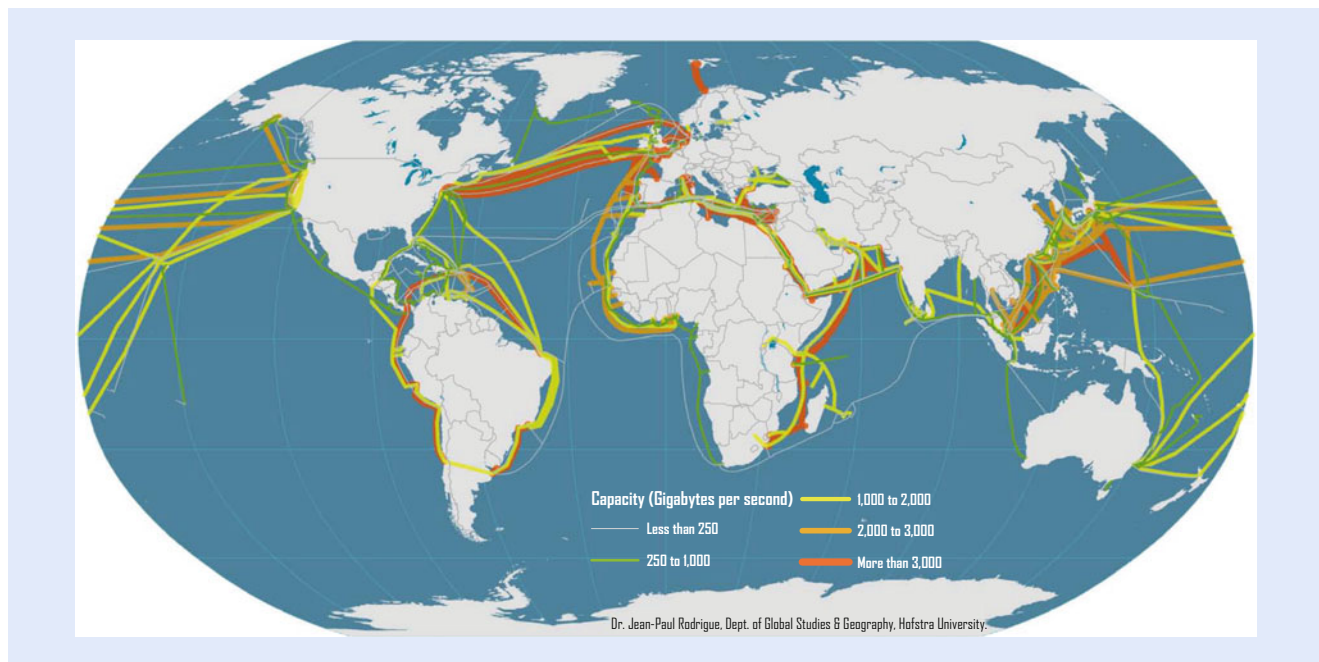 Capacity (Gigabytes per second)
Less than 250
250 to 1,000
1,000 to 2,000
2,000 to 3,000
More than 3,000
Dr. Jean-Paul Rodrigue, Dept. of Global Studies & Geography, Hofstra University.